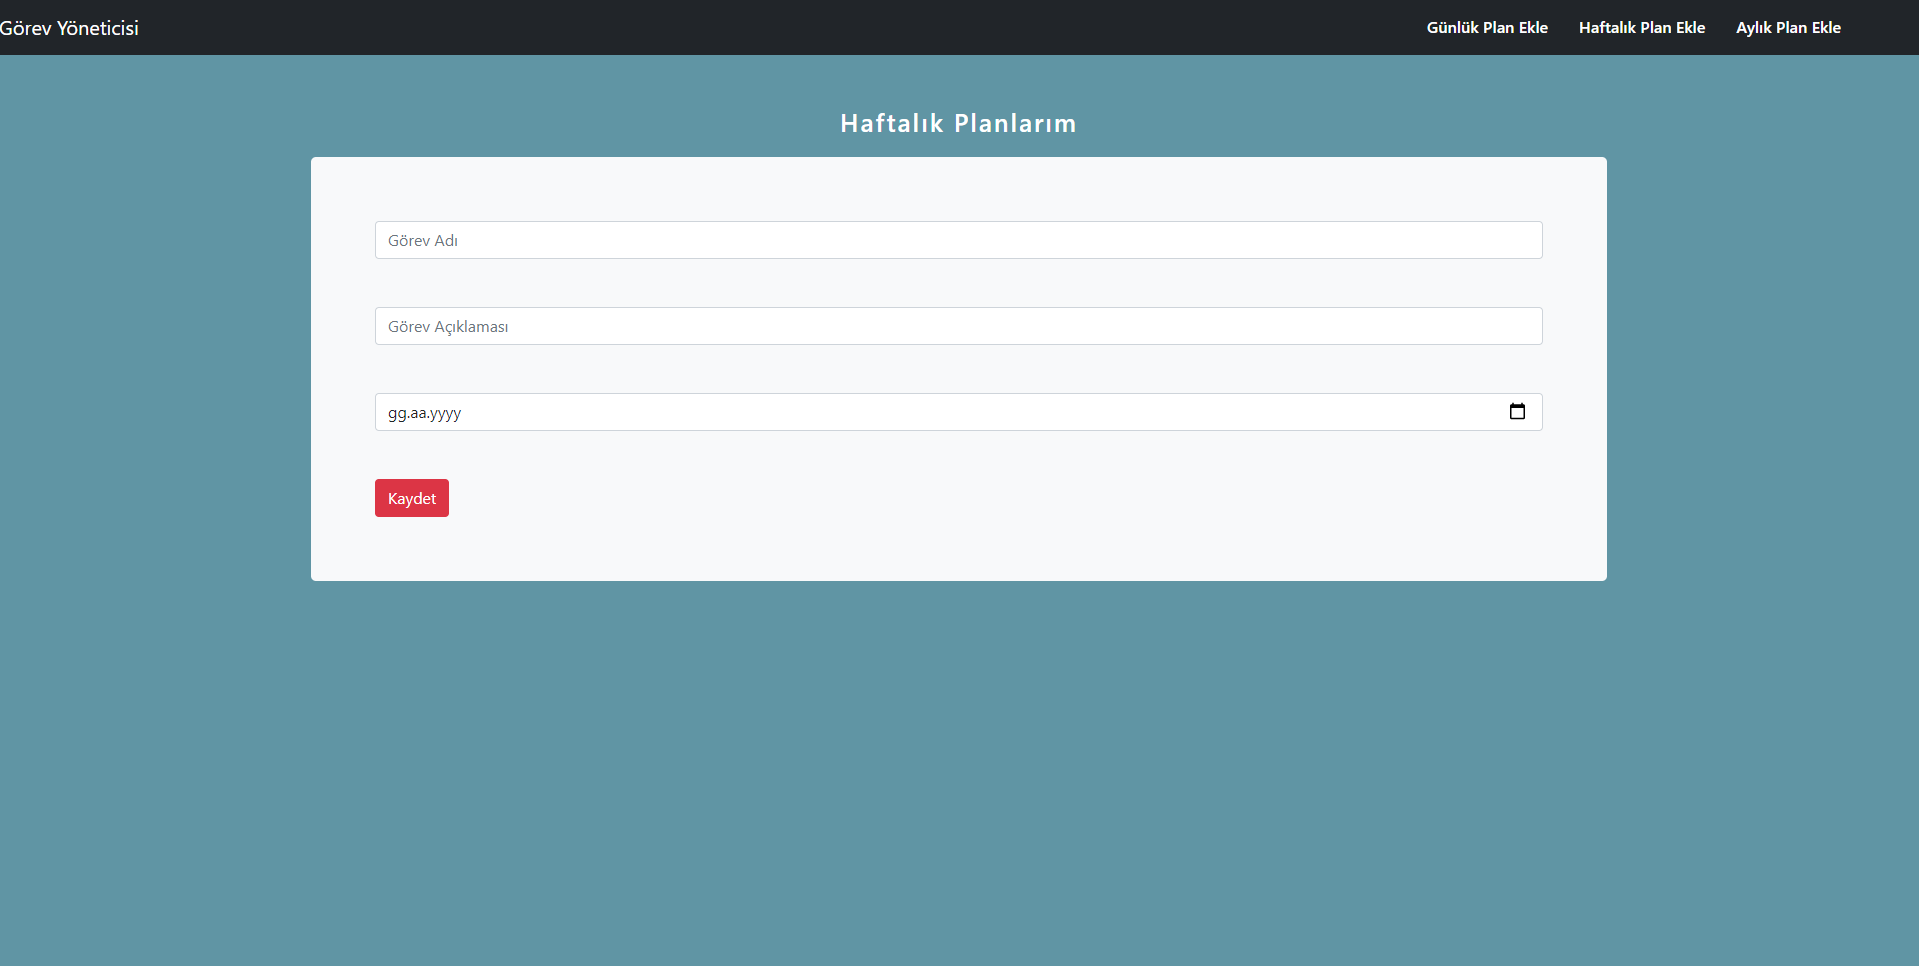 Görev Yöneticisi
Günlük Plan Ekle
Haftalık Plan Ekle
Aylık Plan Ekle
Haftalık Planlarım
Görev Adı
Görev Açıklaması
gg.aa.yyyy
Kaydet